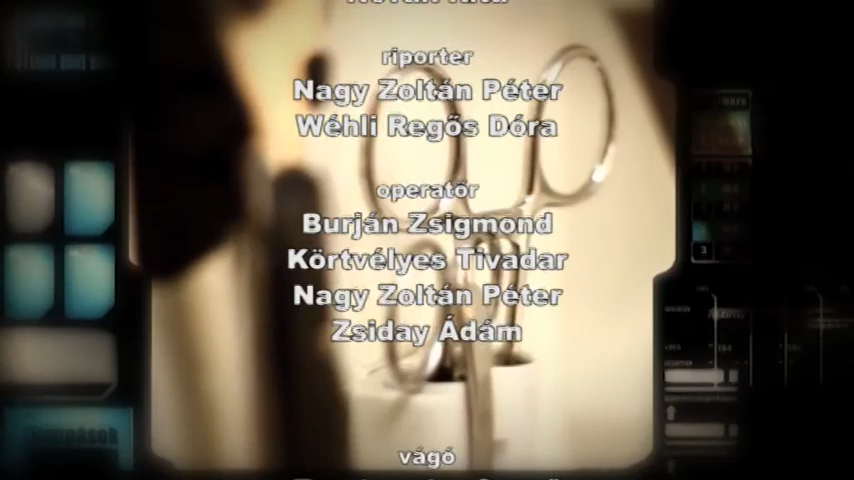 riporter
Nagy Zoltán Péter
Wéhli Regős Dóra
operatőr
Burján Zsigmond
Körtvélyes Tivadar
Nagy Zoltán Péter
Zsiday Ádám
vágó